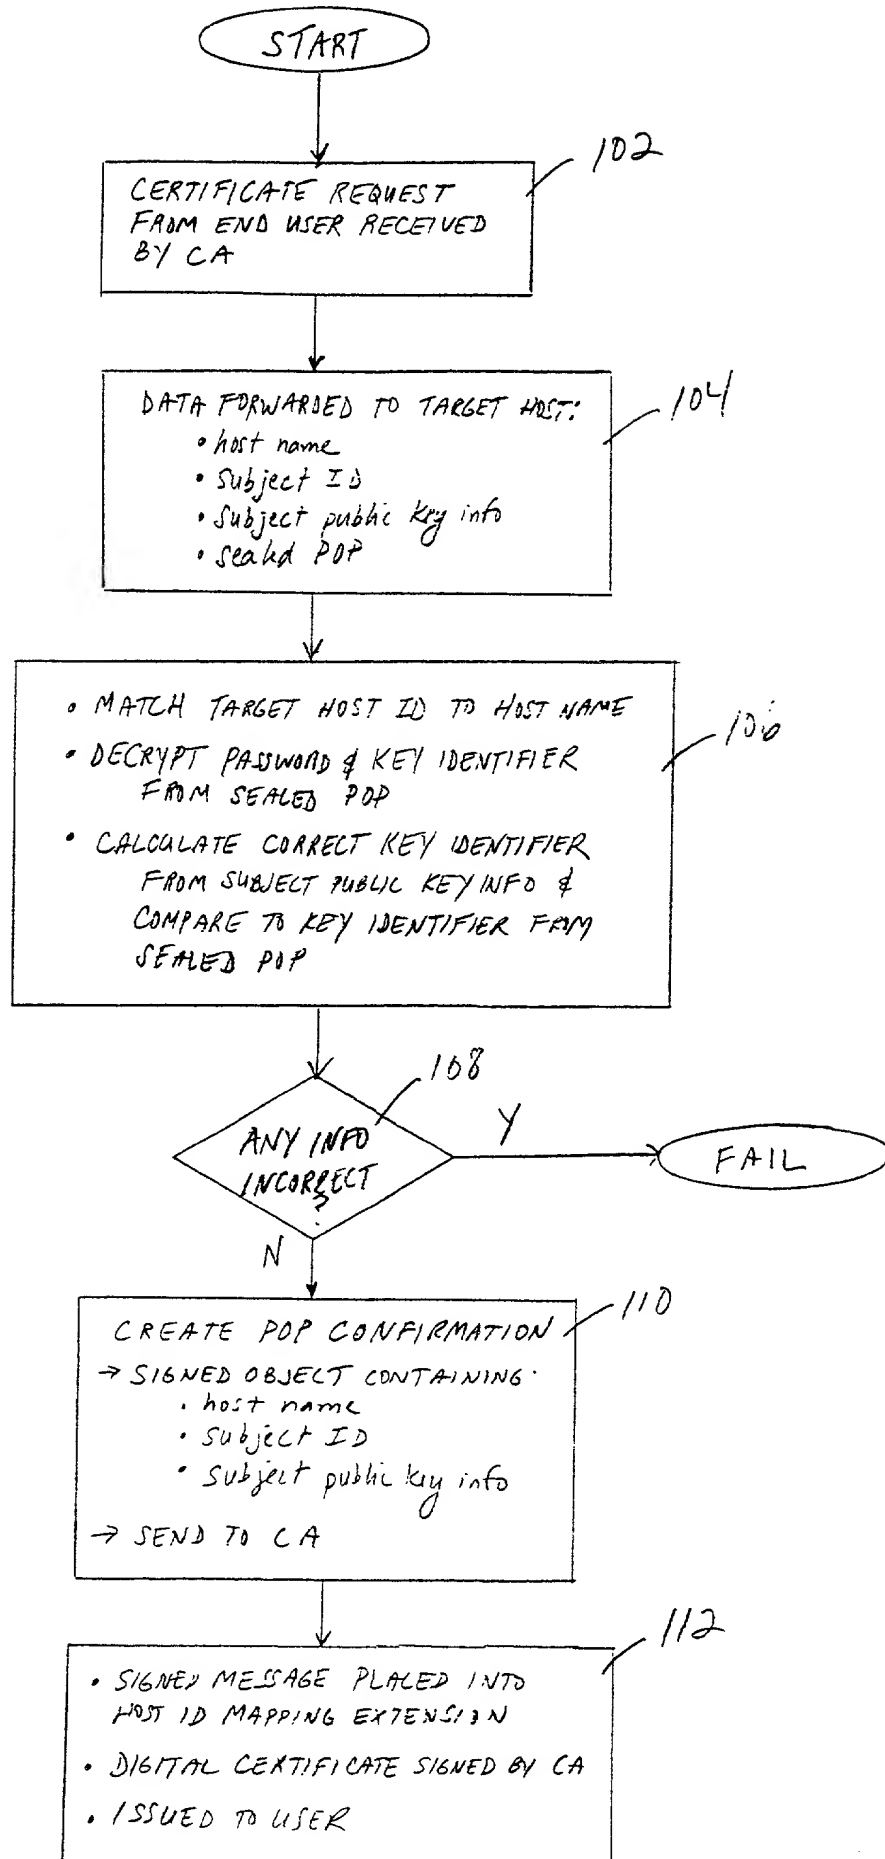 START
102
CERTIFICATE REQUEST
FROM END USER RECEIVED
BY CA
104
DATA FORWARDED TO TARGET HOST:
• host name
• Subject ID
• Subject public key info
• sealed POP
106
• MATCH TARGET HOST ID TO HOST NAME
• DECRYPT PASSWORD & KEY IDENTIFIER
FROM SEALED POP
• CALCULATE CORRECT KEY IDENTIFIER
FROM SUBJECT PUBLIC KEY INFO &
COMPARE TO KEY IDENTIFIER FROM
SEALED POP
108
ANY INFO
INCORRECT
?
Y
FAIL
N
110
CREATE POP CONFIRMATION
→ SIGNED OBJECT CONTAINING:
• host name
• Subject ID
• Subject public key info
→ SEND TO CA
112
• SIGNED MESSAGE PLACED INTO
HOST ID MAPPING EXTENSION
• DIGITAL CERTIFICATE SIGNED BY CA
• ISSUED TO USER